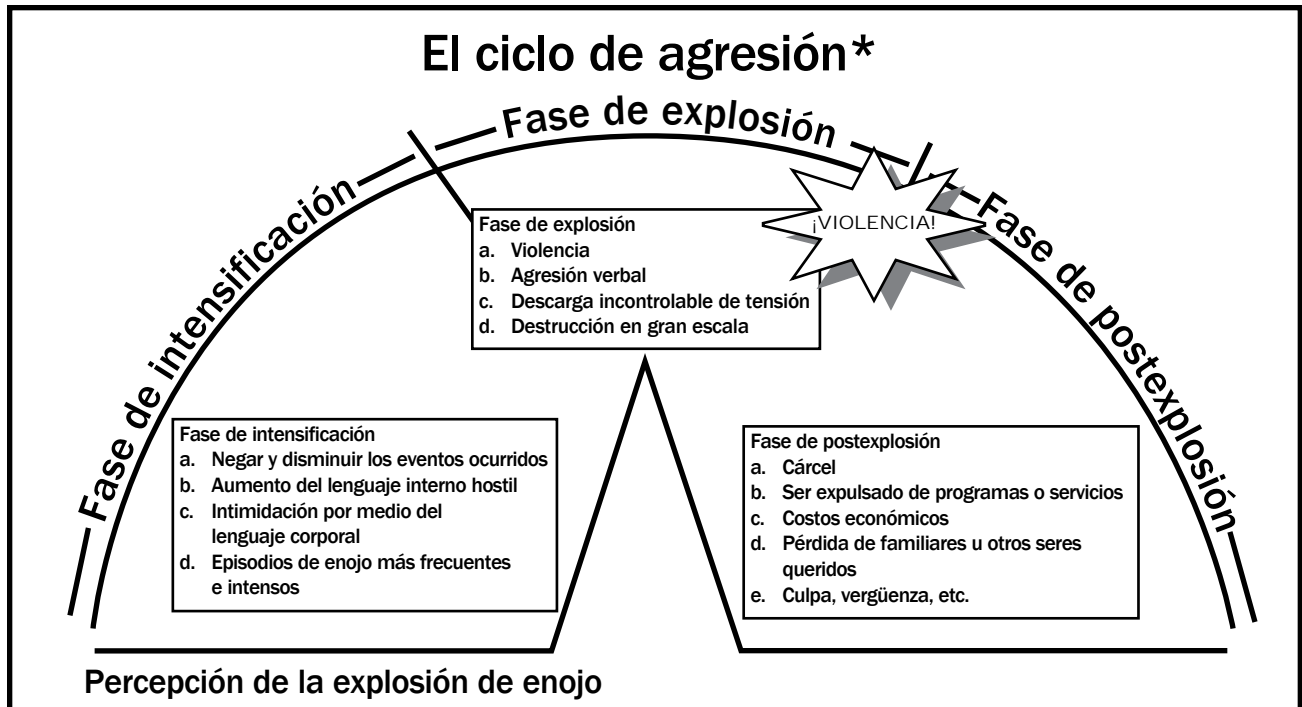 El ciclo de agresión*
Fase de intensificación
Fase de explosión
Fase de postexplosión
Fase de explosión
a. Violencia
b. Agresión verbal
c. Descarga incontrolable de tensión
d. Destrucción en gran escala
¡VIOLENCIA!
Fase de intensificación
a. Negar y disminuir los eventos ocurridos
b. Aumento del lenguaje interno hostil
c. Intimidación por medio del
lenguaje corporal
d. Episodios de enojo más frecuentes
e intensos
Fase de postexplosión
a. Cárcel
b. Ser expulsado de programas o servicios
c. Costos económicos
d. Pérdida de familiares u otros seres
queridos
e. Culpa, vergüenza, etc.
Percepción de la explosión de enojo